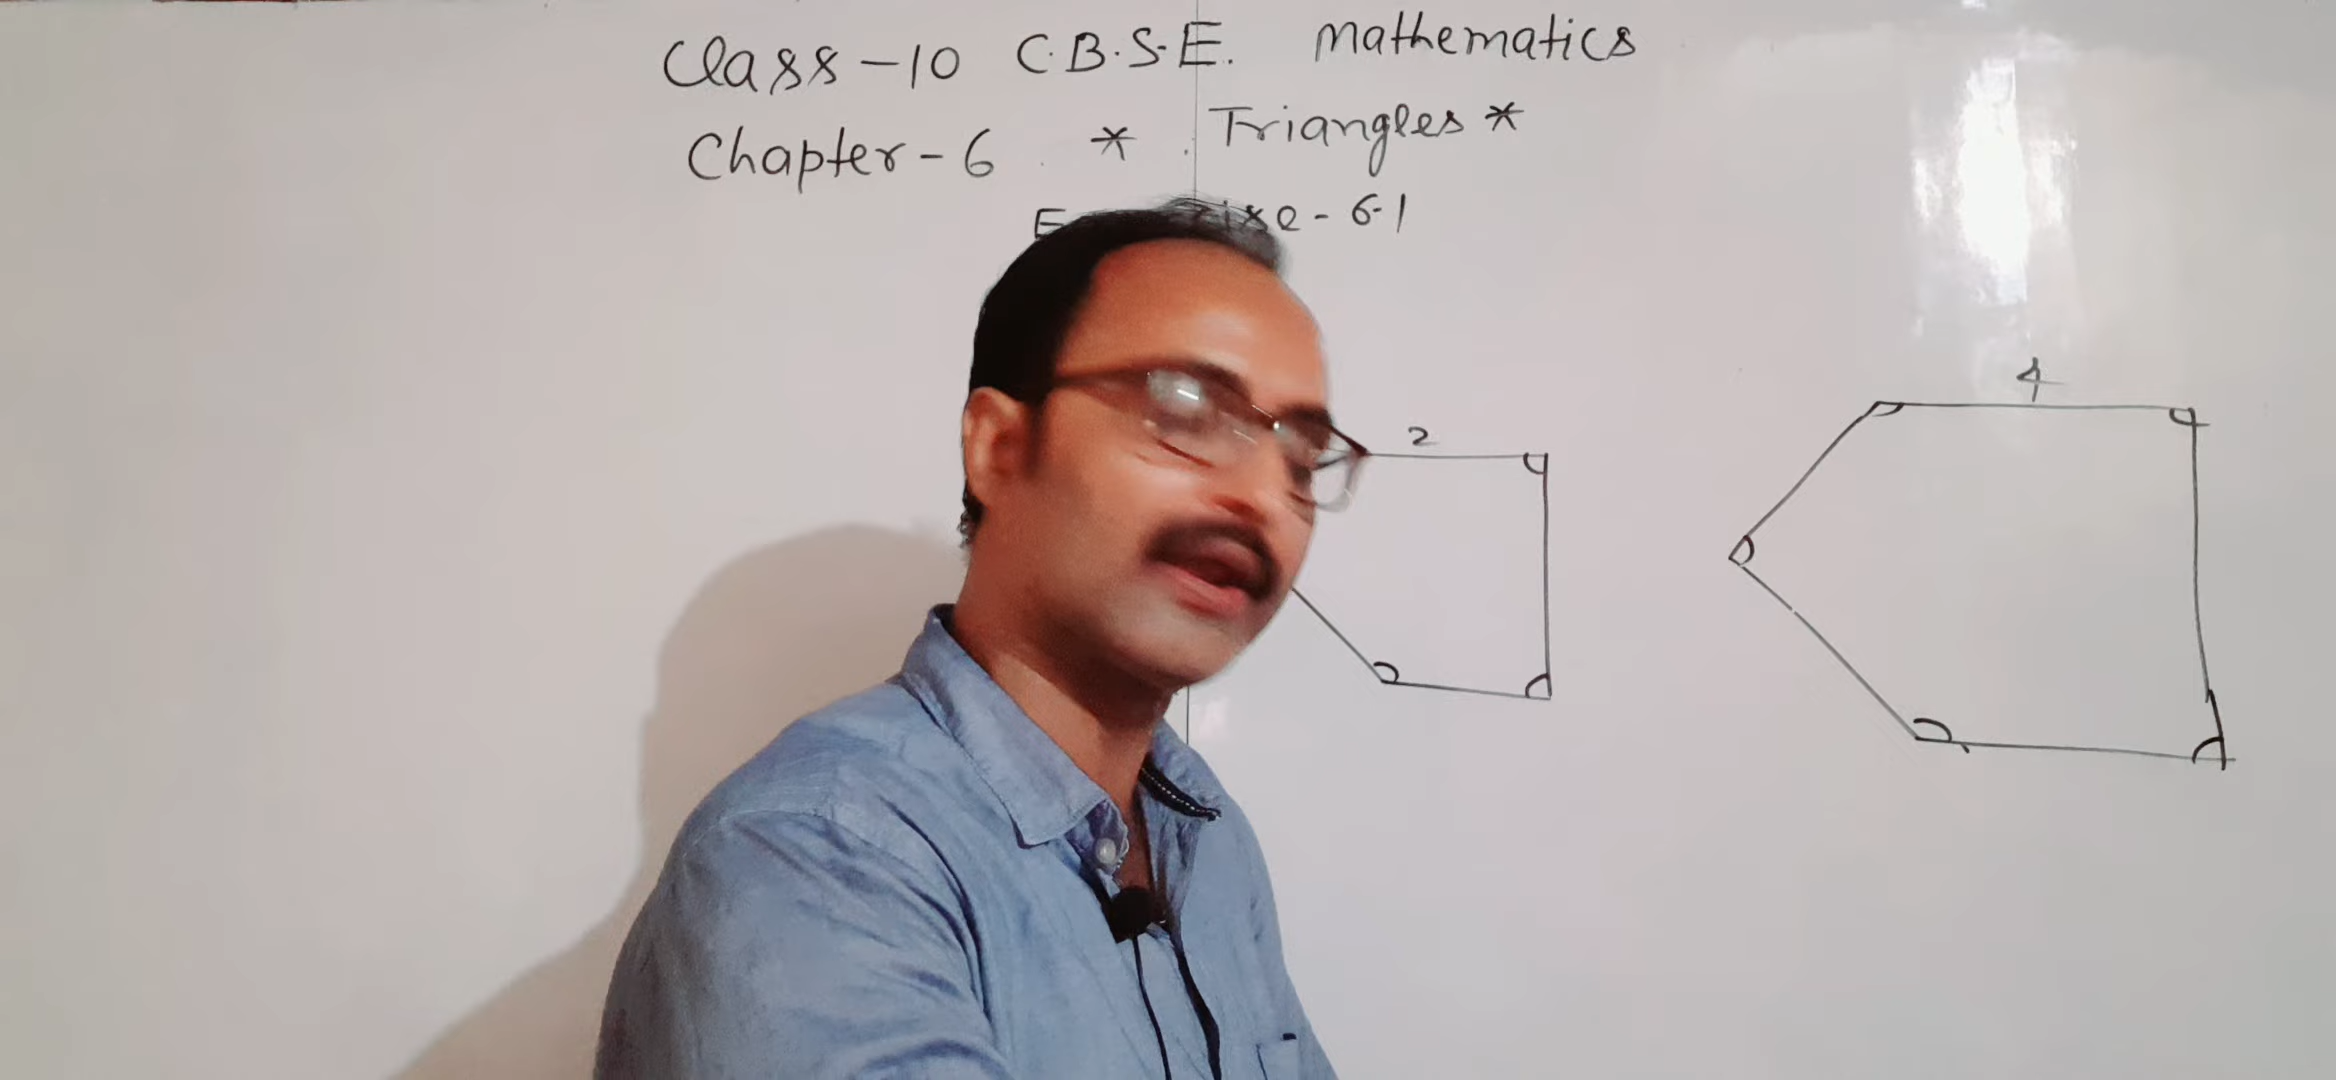 Class - 10 C.B.S.E. Mathematics
Chapter - 6 * Triangles *
- 6.1
4
2